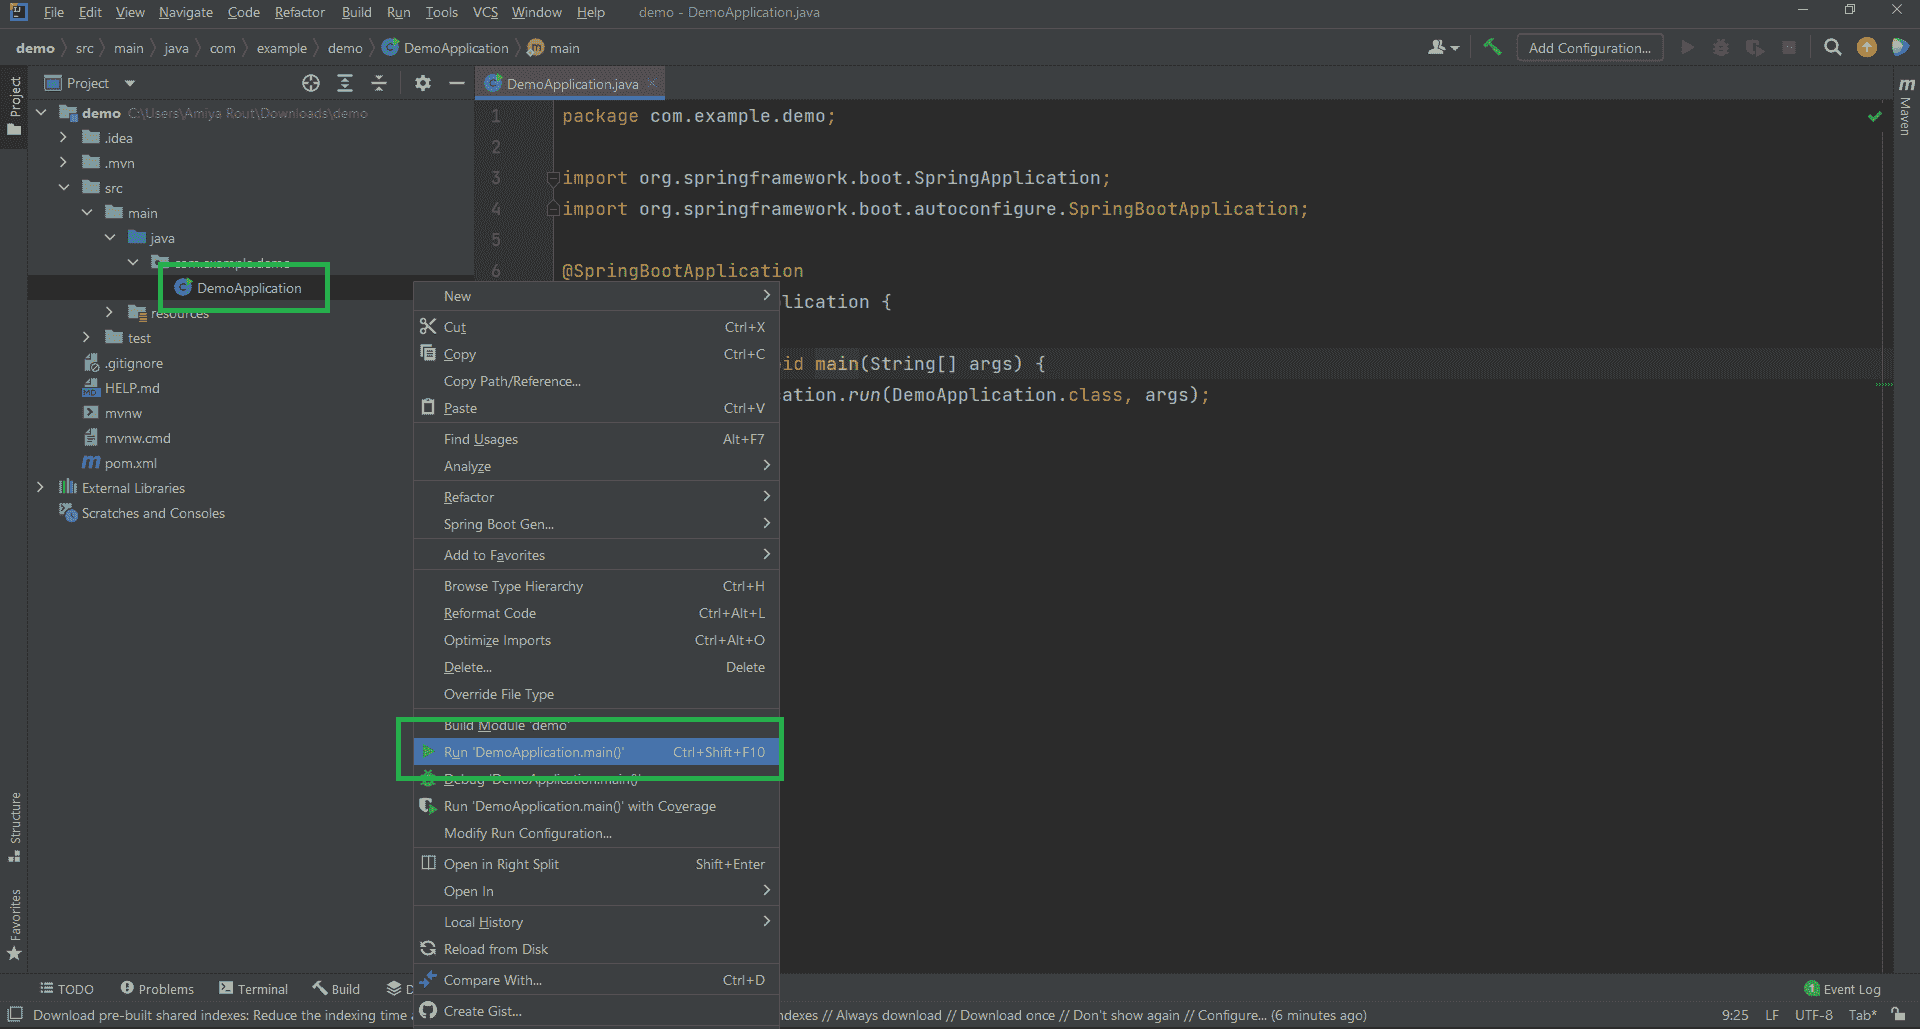 File Edit View Navigate Code Refactor Build Run Tools VCS Window Help demo - DemoApplication.java
demo src main java com example demo DemoApplication main
Add Configuration...
Project
DemoApplication.java
Project
Maven
demo C:\Users\Amiya Rout\Downloads\demo
.idea
.mvn
src
main
java
com.example.demo
DemoApplication
resources
test
.gitignore
HELP.md
mvnw
mvnw.cmd
pom.xml
External Libraries
Scratches and Consoles
1 package com.example.demo;
2
3 import org.springframework.boot.SpringApplication;
4 import org.springframework.boot.autoconfigure.SpringBootApplication;
5
6 @SpringBootApplication
lication {
id main(String[] args) {
ation.run(DemoApplication.class, args);
New
Cut Ctrl+X
Copy Ctrl+C
Copy Path/Reference...
Paste Ctrl+V
Find Usages Alt+F7
Analyze
Refactor
Spring Boot Gen...
Add to Favorites
Browse Type Hierarchy Ctrl+H
Reformat Code Ctrl+Alt+L
Optimize Imports Ctrl+Alt+O
Delete... Delete
Override File Type
Build Module 'demo'
Run 'DemoApplication.main()' Ctrl+Shift+F10
Debug 'DemoApplication.main()'
Run 'DemoApplication.main()' with Coverage
Modify Run Configuration...
Open in Right Split Shift+Enter
Open In
Local History
Reload from Disk
Compare With... Ctrl+D
Create Gist...
Structure
Favorites
TODO Problems Terminal Build D
Event Log
Download pre-built shared indexes: Reduce the indexing time
ndexes // Always download // Download once // Don't show again // Configure... (6 minutes ago)
9:25 LF UTF-8 Tab*